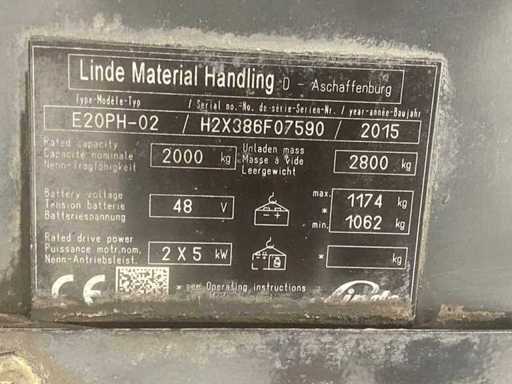 Linde Material Handling D - Aschaffenburg
Type-Modèle-Typ / Serial no.-No. de série-Serien-Nr. / year-année-Baujahr
E20PH-02 / H2X386F07590 / 2015
Rated capacity
Capacité nominale
Nenn-Tragfähigkeit
2000 kg
Unladen mass
Masse à vide
Leergewicht
2800 kg
Battery voltage
Tension batterie
Batteriespannung
48 V
- +
max. 1174 kg
*
min. 1062 kg
Rated drive power
Puissance motr.nom.
Nenn-Antriebsleist.
2 X 5 kW
* kg
CE
* see Operating instructions
Linde